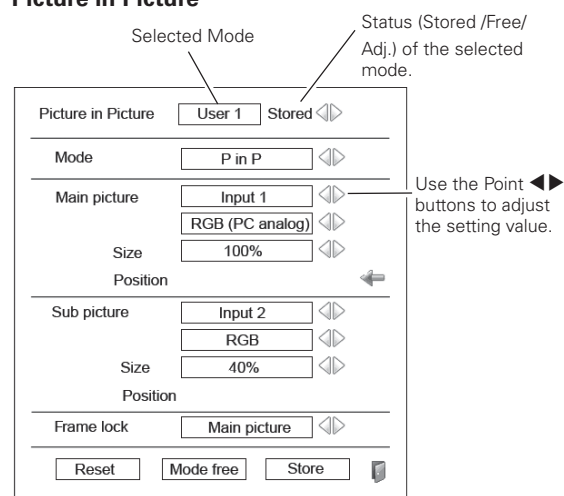 Picture in Picture
Selected Mode
Status (Stored /Free/
Adj.) of the selected
mode.
Picture in Picture User 1 Stored
Mode P in P
Main picture Input 1
RGB (PC analog)
Size 100%
Position
Use the Point ◀▶
buttons to adjust
the setting value.
Sub picture Input 2
RGB
Size 40%
Position
Frame lock Main picture
Reset Mode free Store